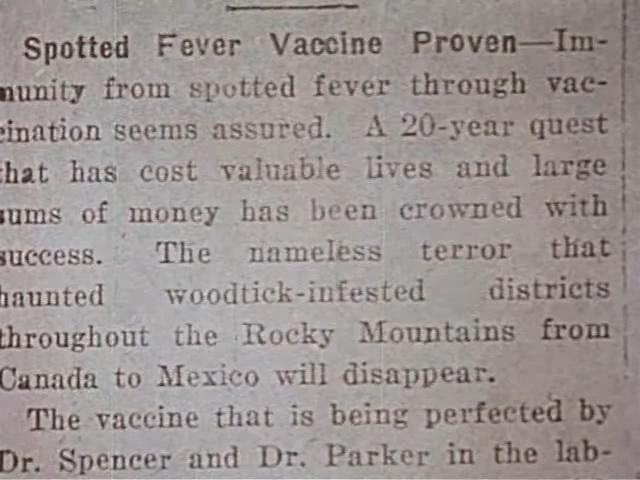 Spotted Fever Vaccine Proven—Im-
munity from spotted fever through vac-
cination seems assured. A 20-year quest
that has cost valuable lives and large
sums of money has been crowned with
success. The nameless terror that
haunted woodtick-infested districts
throughout the Rocky Mountains from
Canada to Mexico will disappear.
The vaccine that is being perfected by
Dr. Spencer and Dr. Parker in the lab-